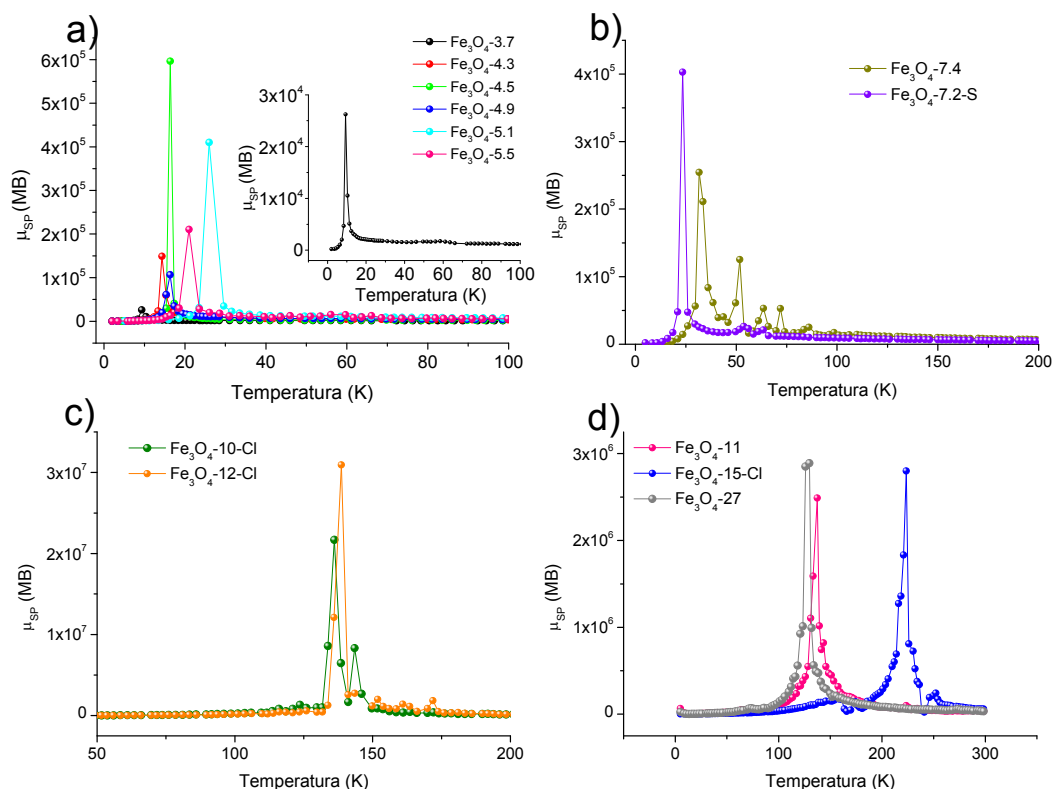 a)
Fe₃O₄-3.7
Fe₃O₄-4.3
Fe₃O₄-4.5
Fe₃O₄-4.9
Fe₃O₄-5.1
Fe₃O₄-5.5
6x10⁵
5x10⁵
4x10⁵
3x10⁵
2x10⁵
1x10⁵
0
μSP (MB)
0 20 40 60 80 100
Temperatura (K)
3x10⁴
2x10⁴
1x10⁴
0
μSP (MB)
0 20 40 60 80 100
Temperatura (K)
b)
Fe₃O₄-7.4
Fe₃O₄-7.2-S
4x10⁵
3x10⁵
2x10⁵
1x10⁵
0
μSP (MB)
0 50 100 150 200
Temperatura (K)
c)
Fe₃O₄-10-Cl
Fe₃O₄-12-Cl
3x10⁷
2x10⁷
1x10⁷
0
μSP (MB)
50 100 150 200
Temperatura (K)
d)
Fe₃O₄-11
Fe₃O₄-15-Cl
Fe₃O₄-27
3x10⁶
2x10⁶
1x10⁶
0
μSP (MB)
0 100 200 300
Temperatura (K)